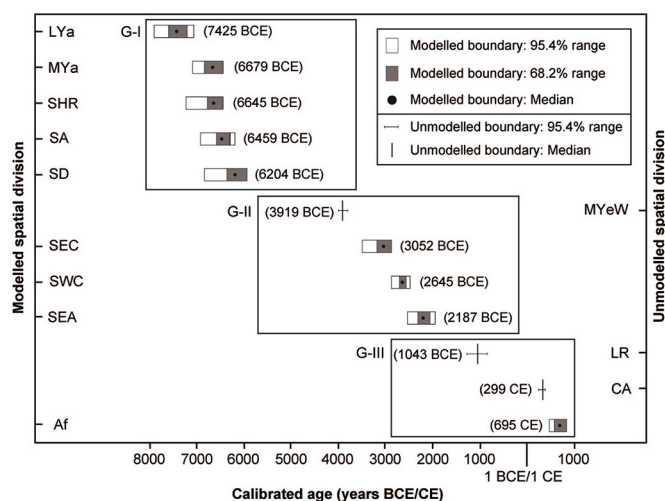 LYa
G-I
(7425 BCE)
MYa
(6679 BCE)
SHR
(6645 BCE)
SA
(6459 BCE)
SD
(6204 BCE)
Modelled boundary: 95.4% range
Modelled boundary: 68.2% range
Modelled boundary: Median
Unmodelled boundary: 95.4% range
Unmodelled boundary: Median
G-II
(3919 BCE)
MYeW
SEC
(3052 BCE)
SWC
(2645 BCE)
SEA
(2187 BCE)
G-III
(1043 BCE)
LR
(299 CE)
CA
Af
(695 CE)
Modelled spatial division
Unmodelled spatial division
8000 7000 6000 5000 4000 3000 2000 1000 1000
1 BCE/1 CE
Calibrated age (years BCE/CE)